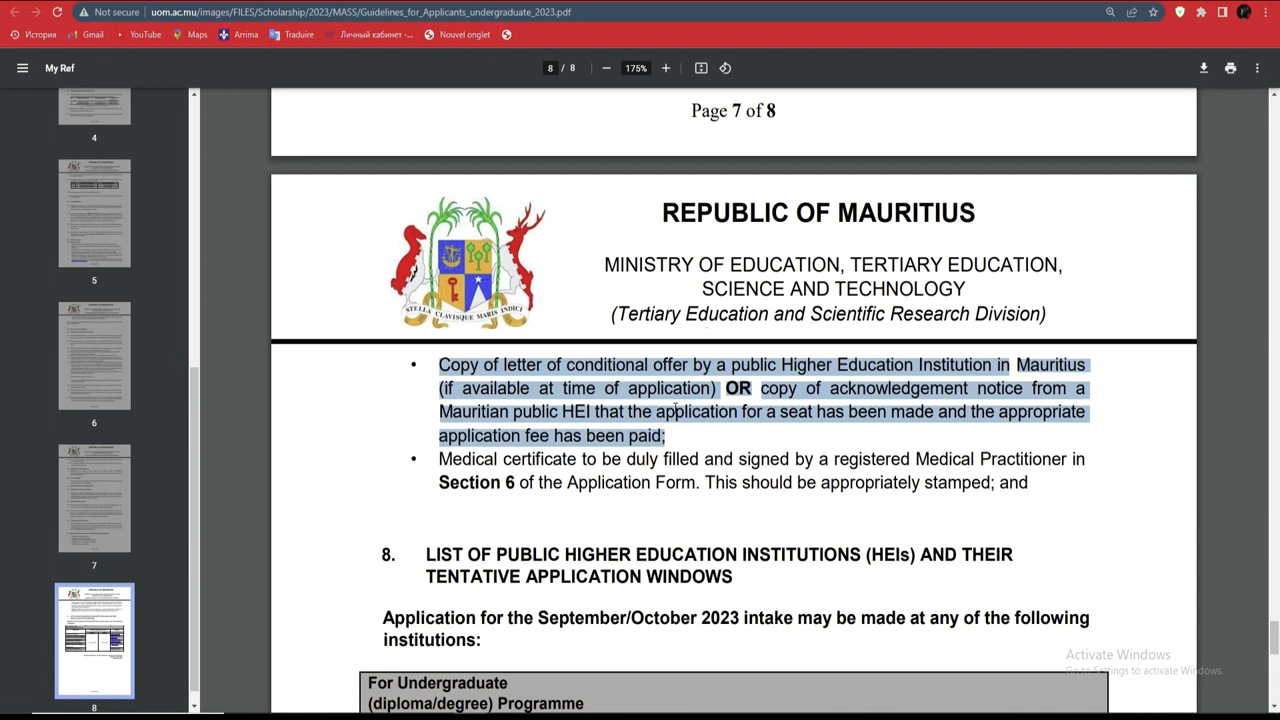 Not secure | uom.ac.mu/images/FILES/Scholarship/2023/MASS/Guidelines_for_Applicants_undergraduate_2023.pdf
История Gmail YouTube Maps Arrima Traduire Личный кабинет -... Nouvel onglet
My Ref 8 / 8 175%
4
5
6
7
8
Page 7 of 8
REPUBLIC OF MAURITIUS
MINISTRY OF EDUCATION, TERTIARY EDUCATION,
SCIENCE AND TECHNOLOGY
(Tertiary Education and Scientific Research Division)
STELLA CLAVISQUE MARIS INDICI
• Copy of letter of conditional offer by a public Higher Education Institution in Mauritius
(if available at time of application) OR copy of acknowledgement notice from a
Mauritian public HEI that the application for a seat has been made and the appropriate
application fee has been paid;
• Medical certificate to be duly filled and signed by a registered Medical Practitioner in
Section 6 of the Application Form. This should be appropriately stamped; and
8. LIST OF PUBLIC HIGHER EDUCATION INSTITUTIONS (HEIs) AND THEIR
TENTATIVE APPLICATION WINDOWS
Application for the September/October 2023 intake may be made at any of the following
institutions:
Activate Windows
Go to Settings to activate Windows.
For Undergraduate
(diploma/degree) Programme